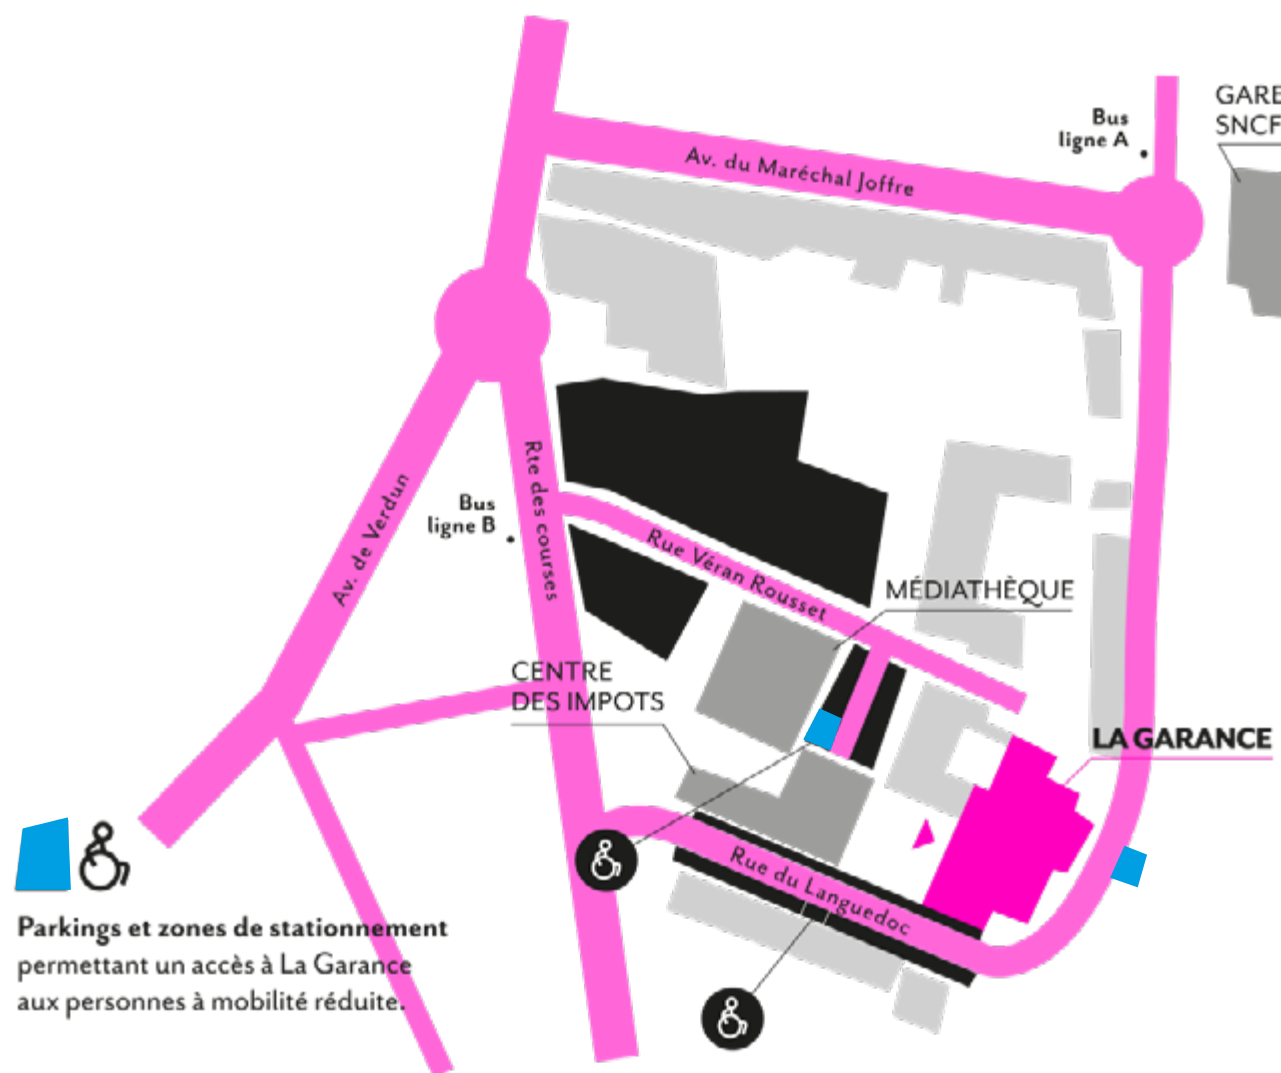 GARE
SNCF
Bus
ligne A
Av. du Maréchal Joffre
Av. de Verdun
Rte des courses
Bus
ligne B
Rue Véran Rousset
MÉDIATHÈQUE
CENTRE
DES IMPOTS
LA GARANCE
Rue du Languedoc
Parkings et zones de stationnement
permettant un accès à La Garance
aux personnes à mobilité réduite.